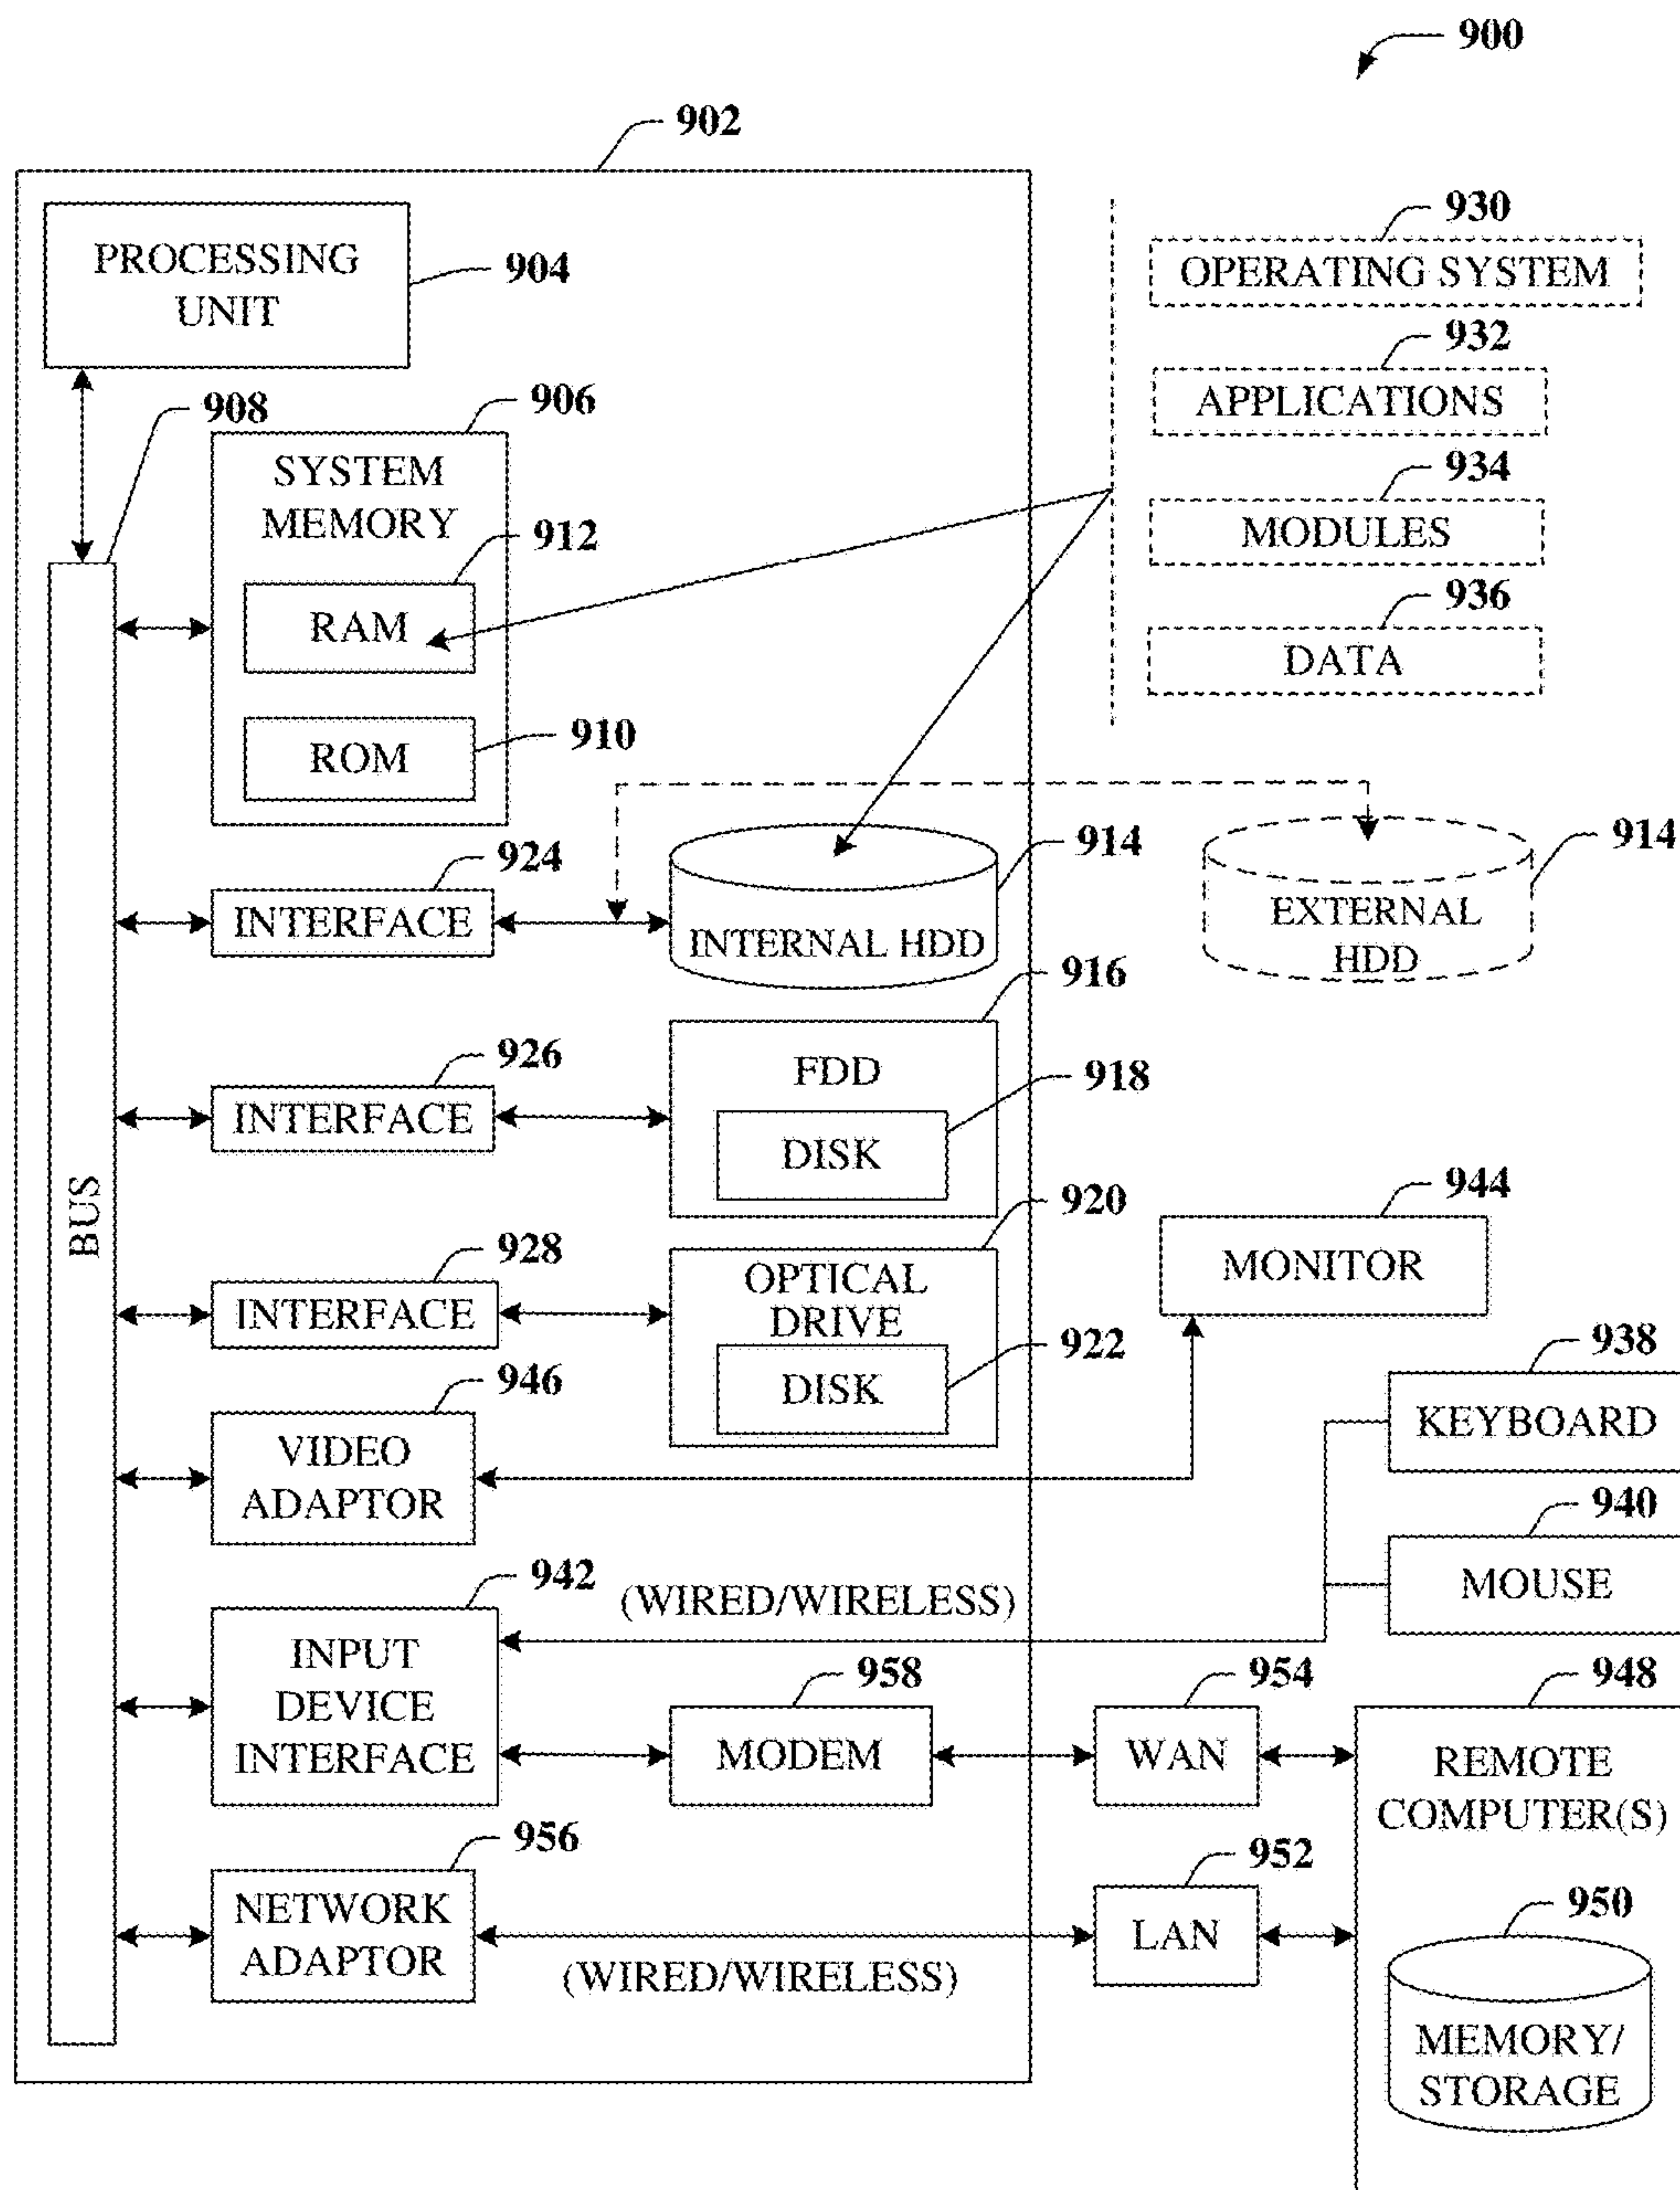 900
902
PROCESSING
UNIT
904
930
OPERATING SYSTEM
932
APPLICATIONS
934
MODULES
936
DATA
908
906
SYSTEM
MEMORY
912
RAM
910
ROM
924
INTERFACE
914
INTERNAL HDD
914
EXTERNAL
HDD
916
926
INTERFACE
FDD
918
DISK
BUS
920
928
INTERFACE
OPTICAL
DRIVE
922
DISK
944
MONITOR
946
VIDEO
ADAPTOR
938
KEYBOARD
940
MOUSE
942
(WIRED/WIRELESS)
INPUT
DEVICE
INTERFACE
958
MODEM
954
WAN
948
REMOTE
COMPUTER(S)
956
NETWORK
ADAPTOR
(WIRED/WIRELESS)
952
LAN
950
MEMORY/
STORAGE